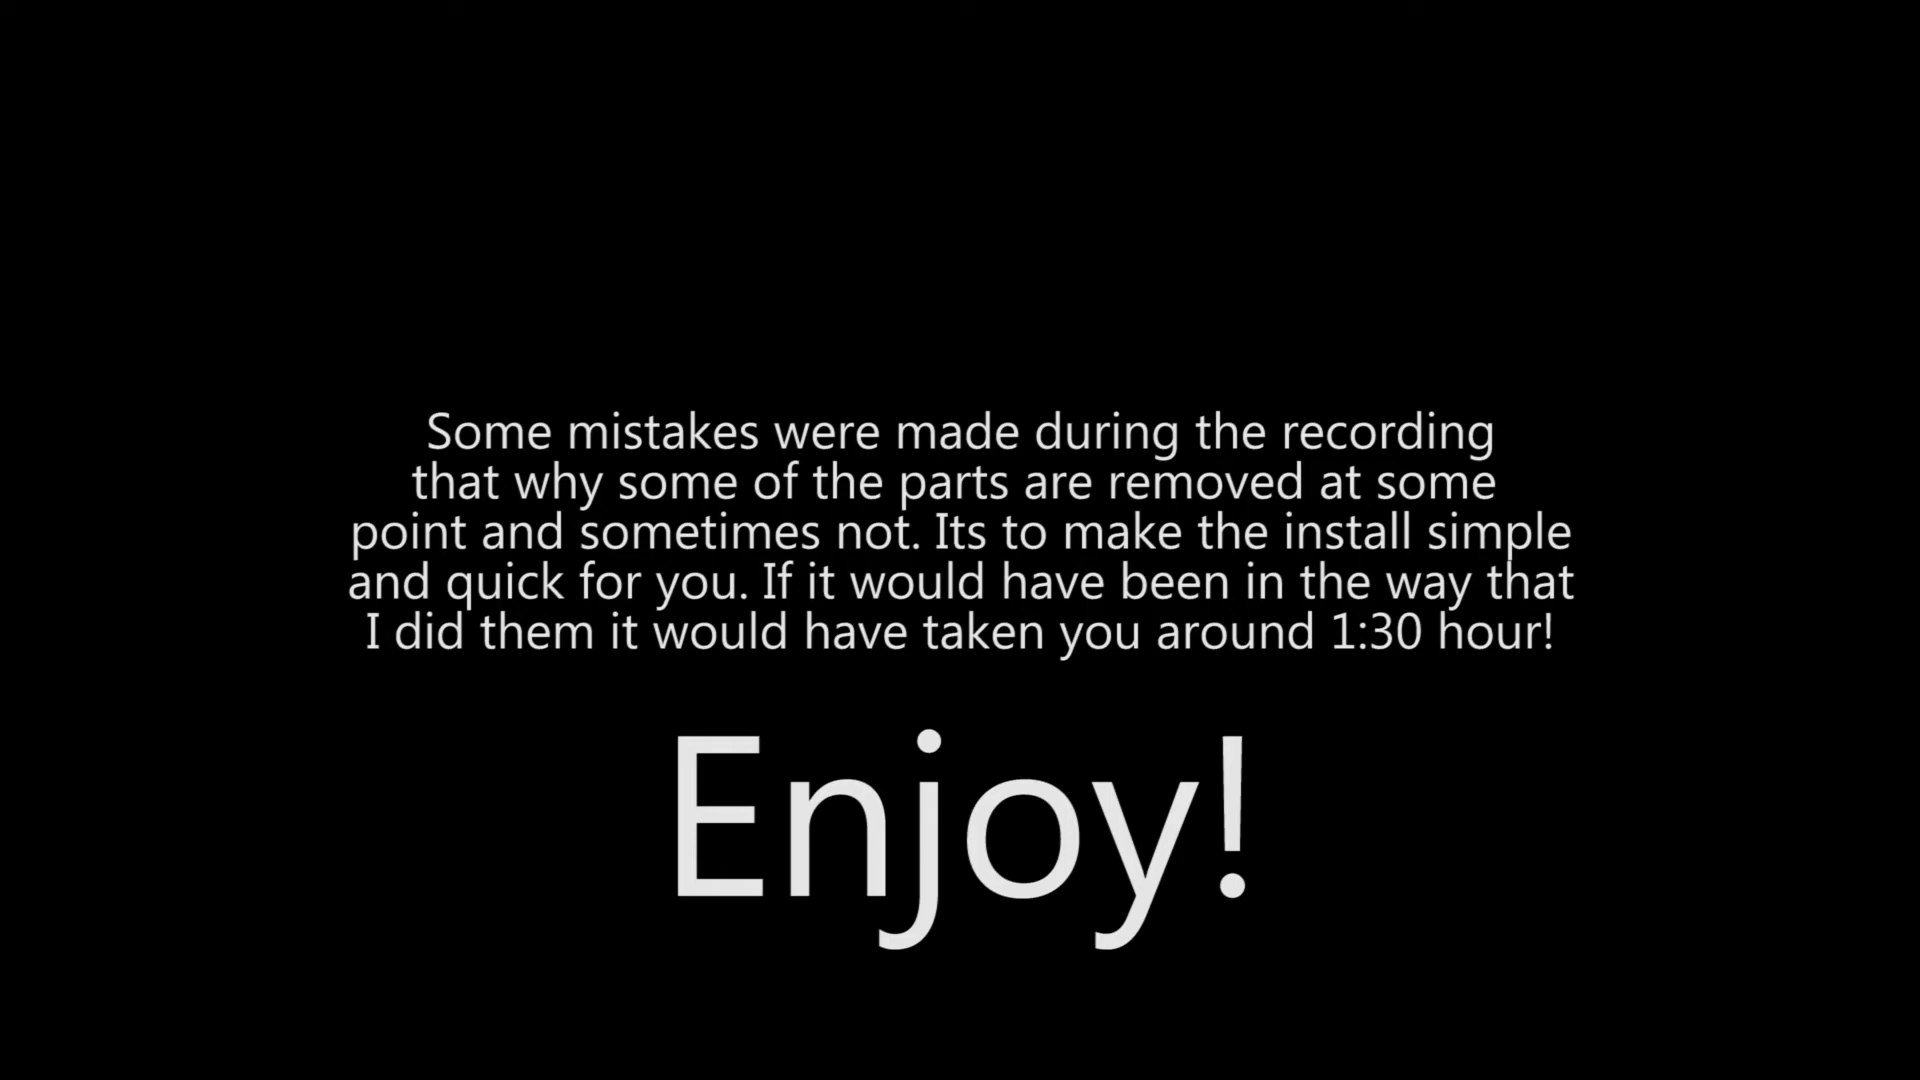 Some mistakes were made during the recording
that why some of the parts are removed at some
point and sometimes not. Its to make the install simple
and quick for you. If it would have been in the way that
I did them it would have taken you around 1:30 hour!
Enjoy!